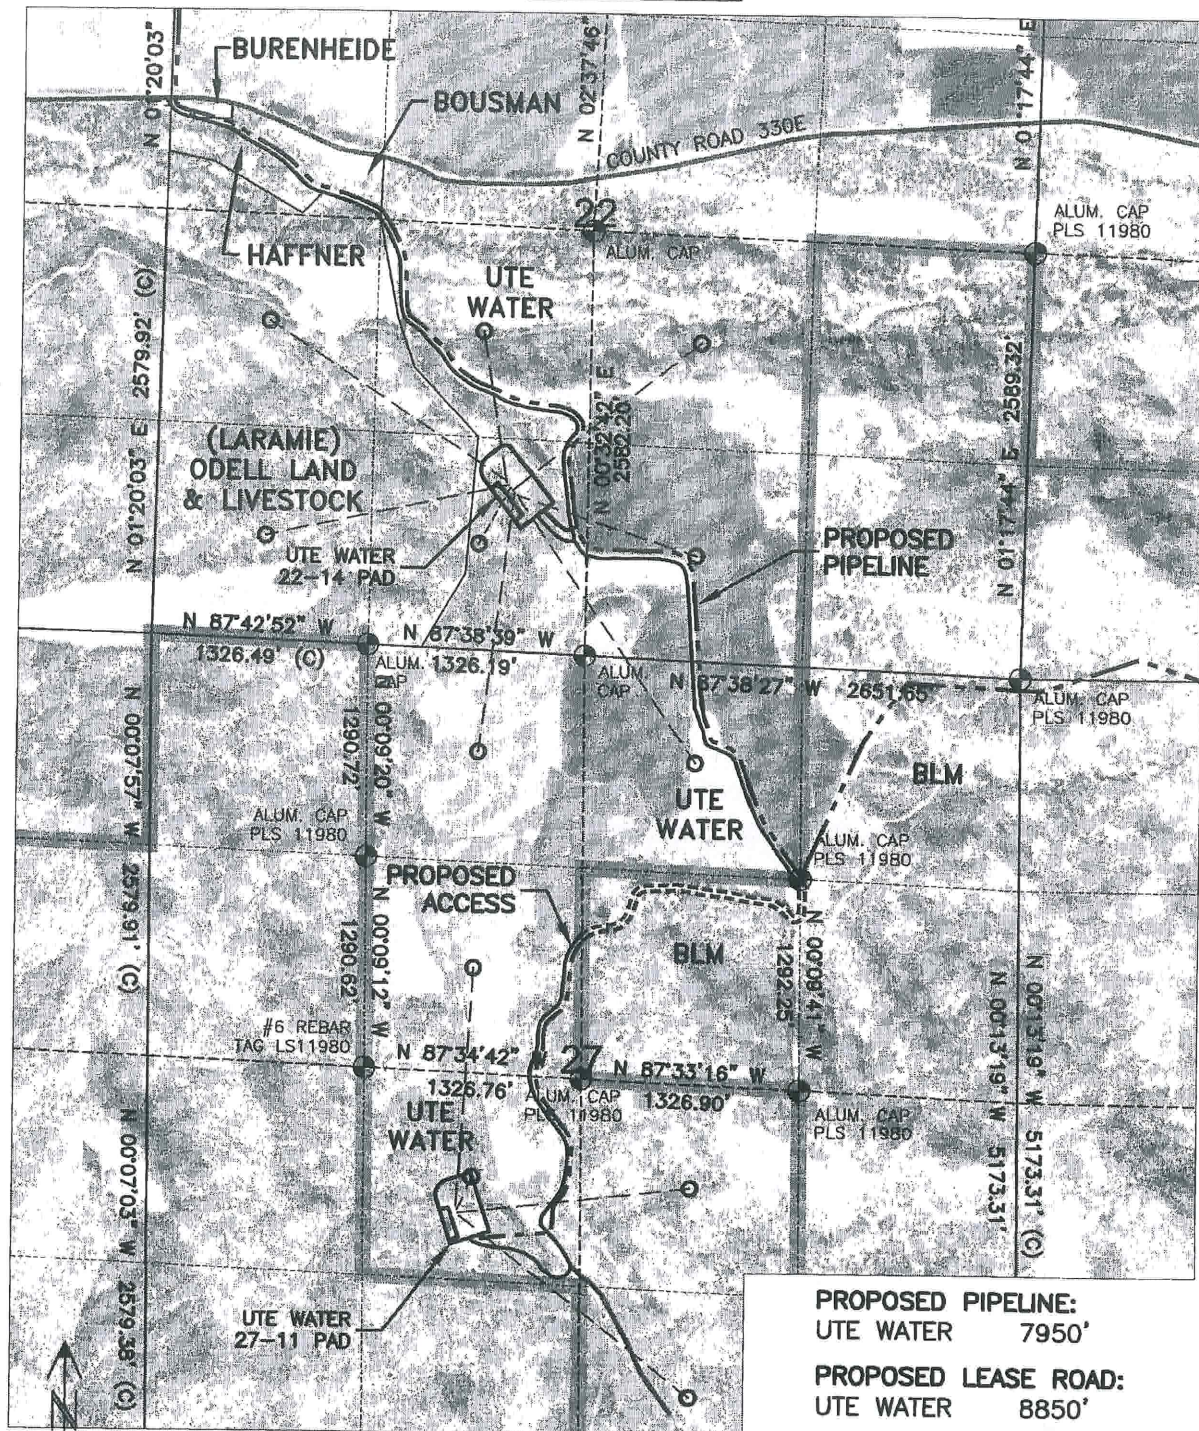 BURENHEIDE
BOUSMAN
N 01°20'03"
N 02°37'46"
N 01°17'44" E
COUNTY ROAD 330E
22
ALUM. CAP
ALUM. CAP
PLS 11980
HAFFNER
UTE
WATER
N 01°20'03" E 2579.92' (C)
N 00°32'42" E
2582.20'
N 01°17'44" E 2589.32'
(LARAMIE)
ODELL LAND
& LIVESTOCK
UTE WATER
22-14 PAD
PROPOSED
PIPELINE
N 87°42'52" W
1326.49' (C)
N 87°38'39" W
1326.19'
ALUM.
CAP
ALUM.
CAP
N 87°38'27" W 2651.65'
ALUM. CAP
PLS 11980
N 00°07'57" W 2579.91' (C)
N 00°09'20" W
1290.72'
BLM
UTE
WATER
ALUM. CAP
PLS 11980
ALUM. CAP
PLS 11980
PROPOSED
ACCESS
BLM
N 00°09'12" W
1290.62'
N 00°09'41" W
1292.25'
N 00°13'19" W 5173.31'
N 00°13'19" W 5173.31' (C)
#6 REBAR
TAG LS11980
N 87°34'42"
1326.76'
27
N 87°33'16" W
1326.90'
ALUM. CAP
PLS 11980
ALUM. CAP
PLS 11980
UTE
WATER
N 00°07'03" W 2579.38' (C)
UTE WATER
27-11 PAD
N
PROPOSED PIPELINE:
UTE WATER 7950'
PROPOSED LEASE ROAD:
UTE WATER 8850'